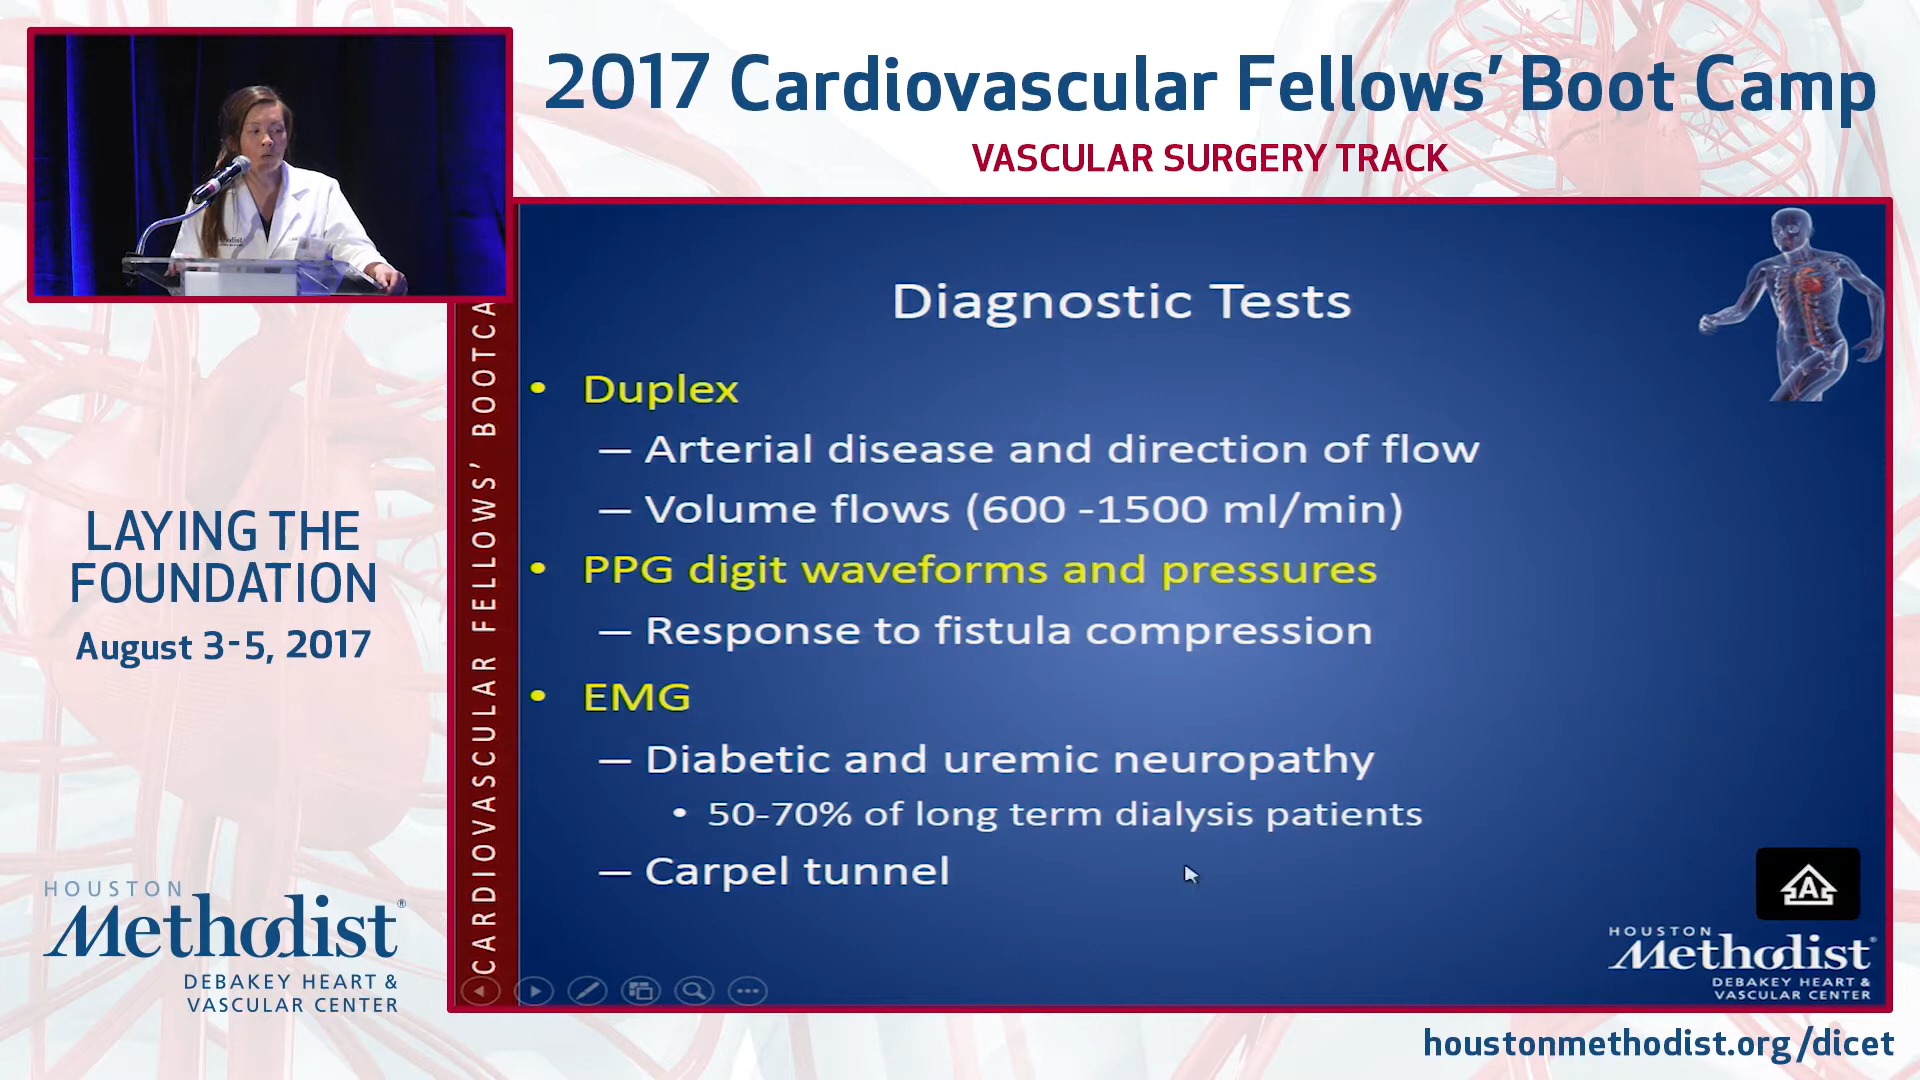 2017 Cardiovascular Fellows’ Boot Camp
VASCULAR SURGERY TRACK
CARDIOVASCULAR FELLOWS’ BOOTCA
Diagnostic Tests
• Duplex
– Arterial disease and direction of flow
– Volume flows (600 -1500 ml/min)
• PPG digit waveforms and pressures
– Response to fistula compression
• EMG
– Diabetic and uremic neuropathy
• 50-70% of long term dialysis patients
– Carpel tunnel
A
HOUSTON
Methodist®
DEBAKEY HEART &
VASCULAR CENTER
LAYING THE
FOUNDATION
August 3-5, 2017
HOUSTON
Methodist®
DEBAKEY HEART &
VASCULAR CENTER
houstonmethodist.org/dicet